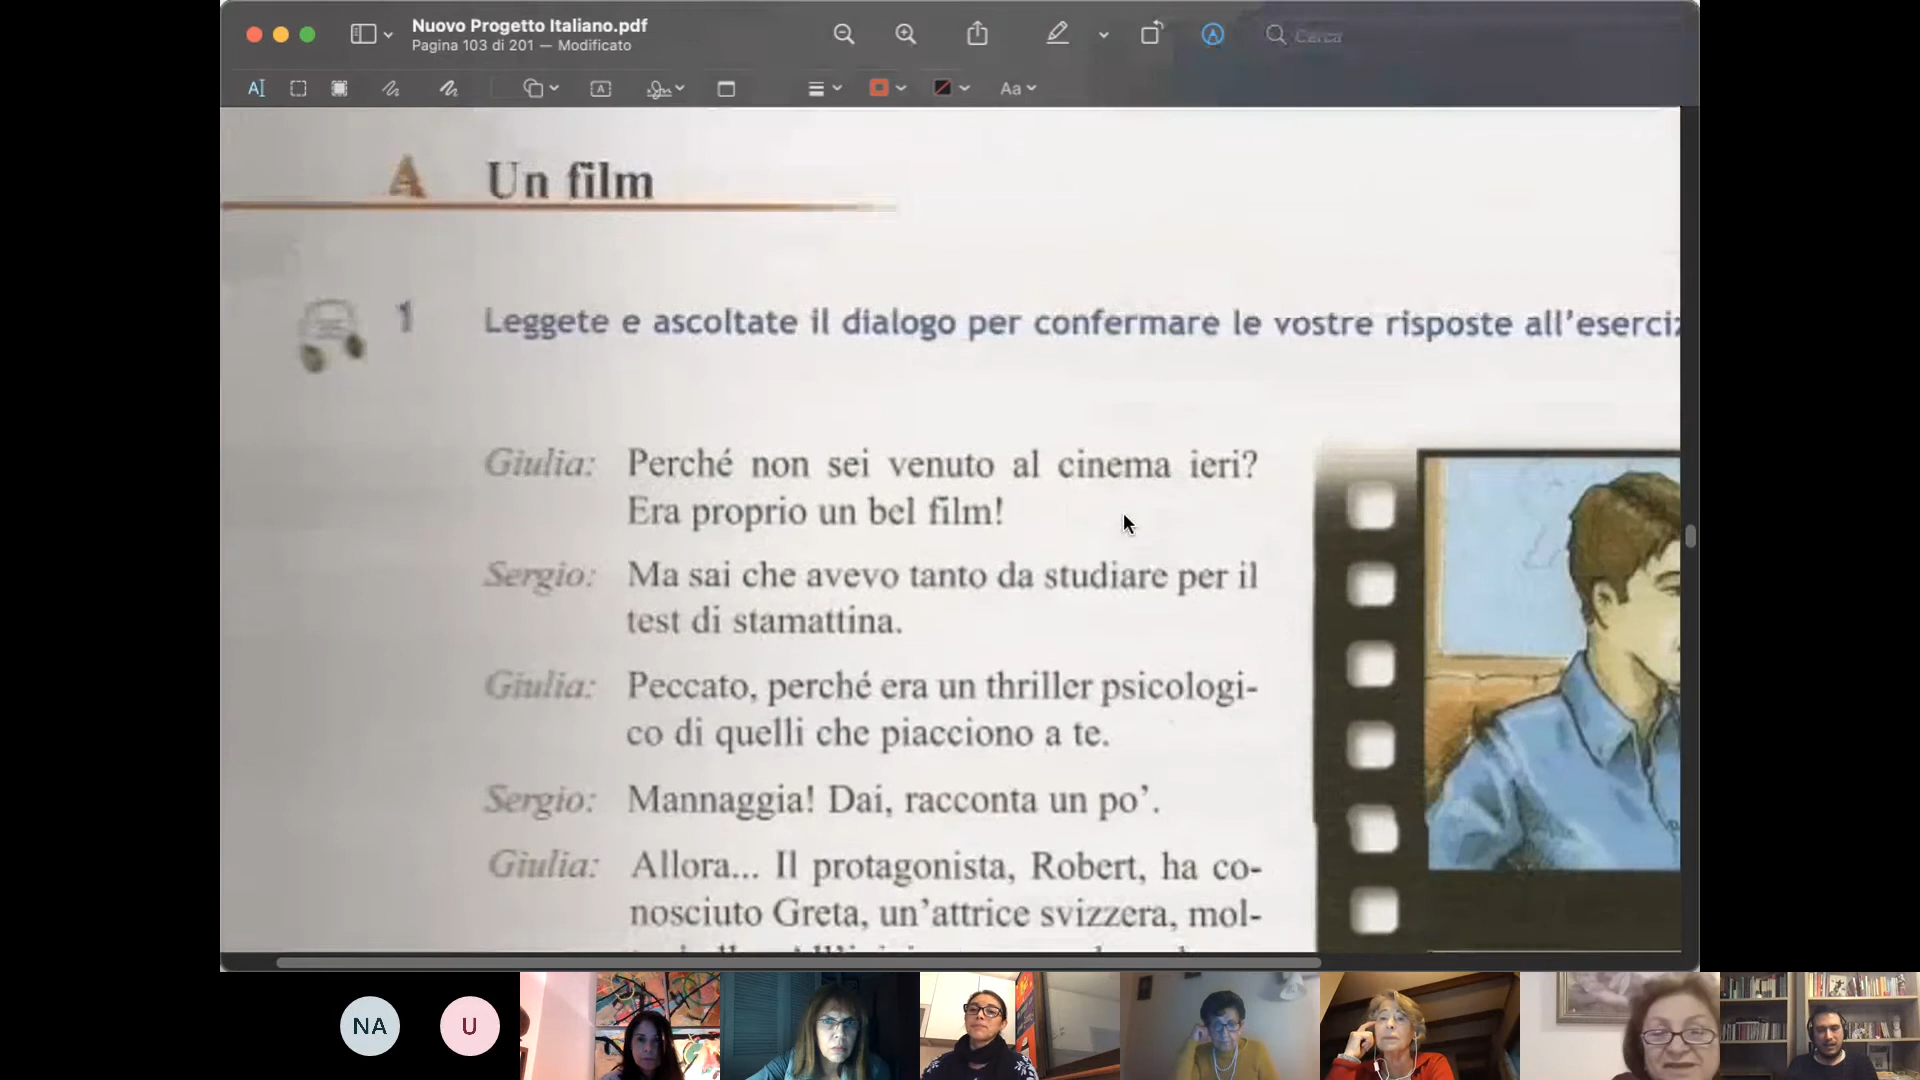 Nuovo Progetto Italiano.pdf
Pagina 103 di 201 — Modificato
Cerca
Aa
A Un film
1 Leggete e ascoltate il dialogo per confermare le vostre risposte all'eserciz
Giulia: Perché non sei venuto al cinema ieri?
Era proprio un bel film!
Sergio: Ma sai che avevo tanto da studiare per il
test di stamattina.
Giulia: Peccato, perché era un thriller psicologi-
co di quelli che piacciono a te.
Sergio: Mannaggia! Dai, racconta un po'.
Giulia: Allora... Il protagonista, Robert, ha co-
nosciuto Greta, un'attrice svizzera, mol-
NA
U